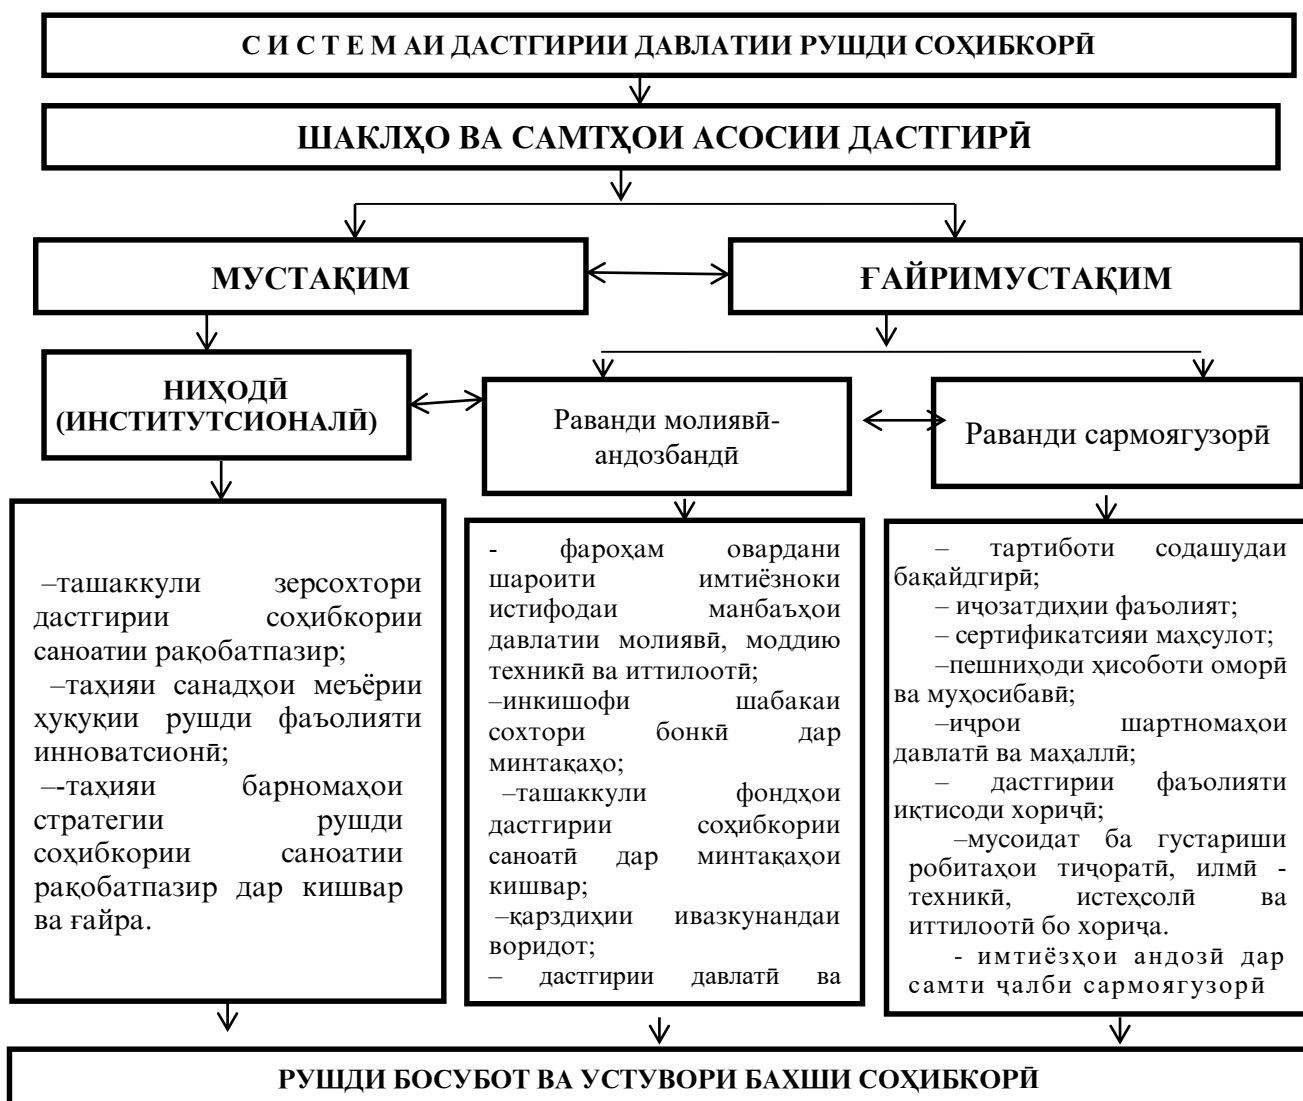 С И С Т Е М АИ ДАСТГИРИИ ДАВЛАТИИ РУШДИ СОҲИБКОРӢ
ШАКЛҲО ВА САМТҲОИ АСОСИИ ДАСТГИРӢ
МУСТАҚИМ
ҒАЙРИМУСТАҚИМ
НИҲОДӢ
(ИНСТИТУТСИОНАЛӢ)
Раванди молиявӣ-
андозбандӣ
Раванди сармоягузорӣ
–ташаккули зерсохтори
дастгирии соҳибкории
саноатии рақобатпазир;
–таҳияи санадҳои меъёрии
ҳуқуқии рушди фаъолияти
инноватсионӣ;
–-таҳияи барномаҳои
стратегии рушди
соҳибкории саноатии
рақобатпазир дар кишвар
ва ғайра.
- фароҳам овардани
шароити имтиёзноки
истифодаи манбаъҳои
давлатии молиявӣ, моддию
техникӣ ва иттилоотӣ;
–инкишофи шабакаи
сохтори бонкӣ дар
минтақаҳо;
–ташаккули фондҳои
дастгирии соҳибкории
саноатӣ дар минтақаҳои
кишвар;
–қарздиҳии ивазкунандаи
воридот;
– дастгирии давлатӣ ва
– тартиботи содашудаи
бақайдгирӣ;
– иҷозатдиҳии фаъолият;
– сертификатсияи маҳсулот;
–пешниҳоди ҳисоботи оморӣ
ва муҳосибавӣ;
–иҷрои шартномаҳои
давлатӣ ва маҳаллӣ;
– дастгирии фаъолияти
иқтисоди хориҷӣ;
–мусоидат ба густариши
робитаҳои тиҷоратӣ, илмӣ -
техникӣ, истеҳсолӣ ва
иттилоотӣ бо хориҷа.
- имтиёзҳои андозӣ дар
самти ҷалби сармоягузорӣ
РУШДИ БОСУБОТ ВА УСТУВОРИ БАХШИ СОҲИБКОРӢ